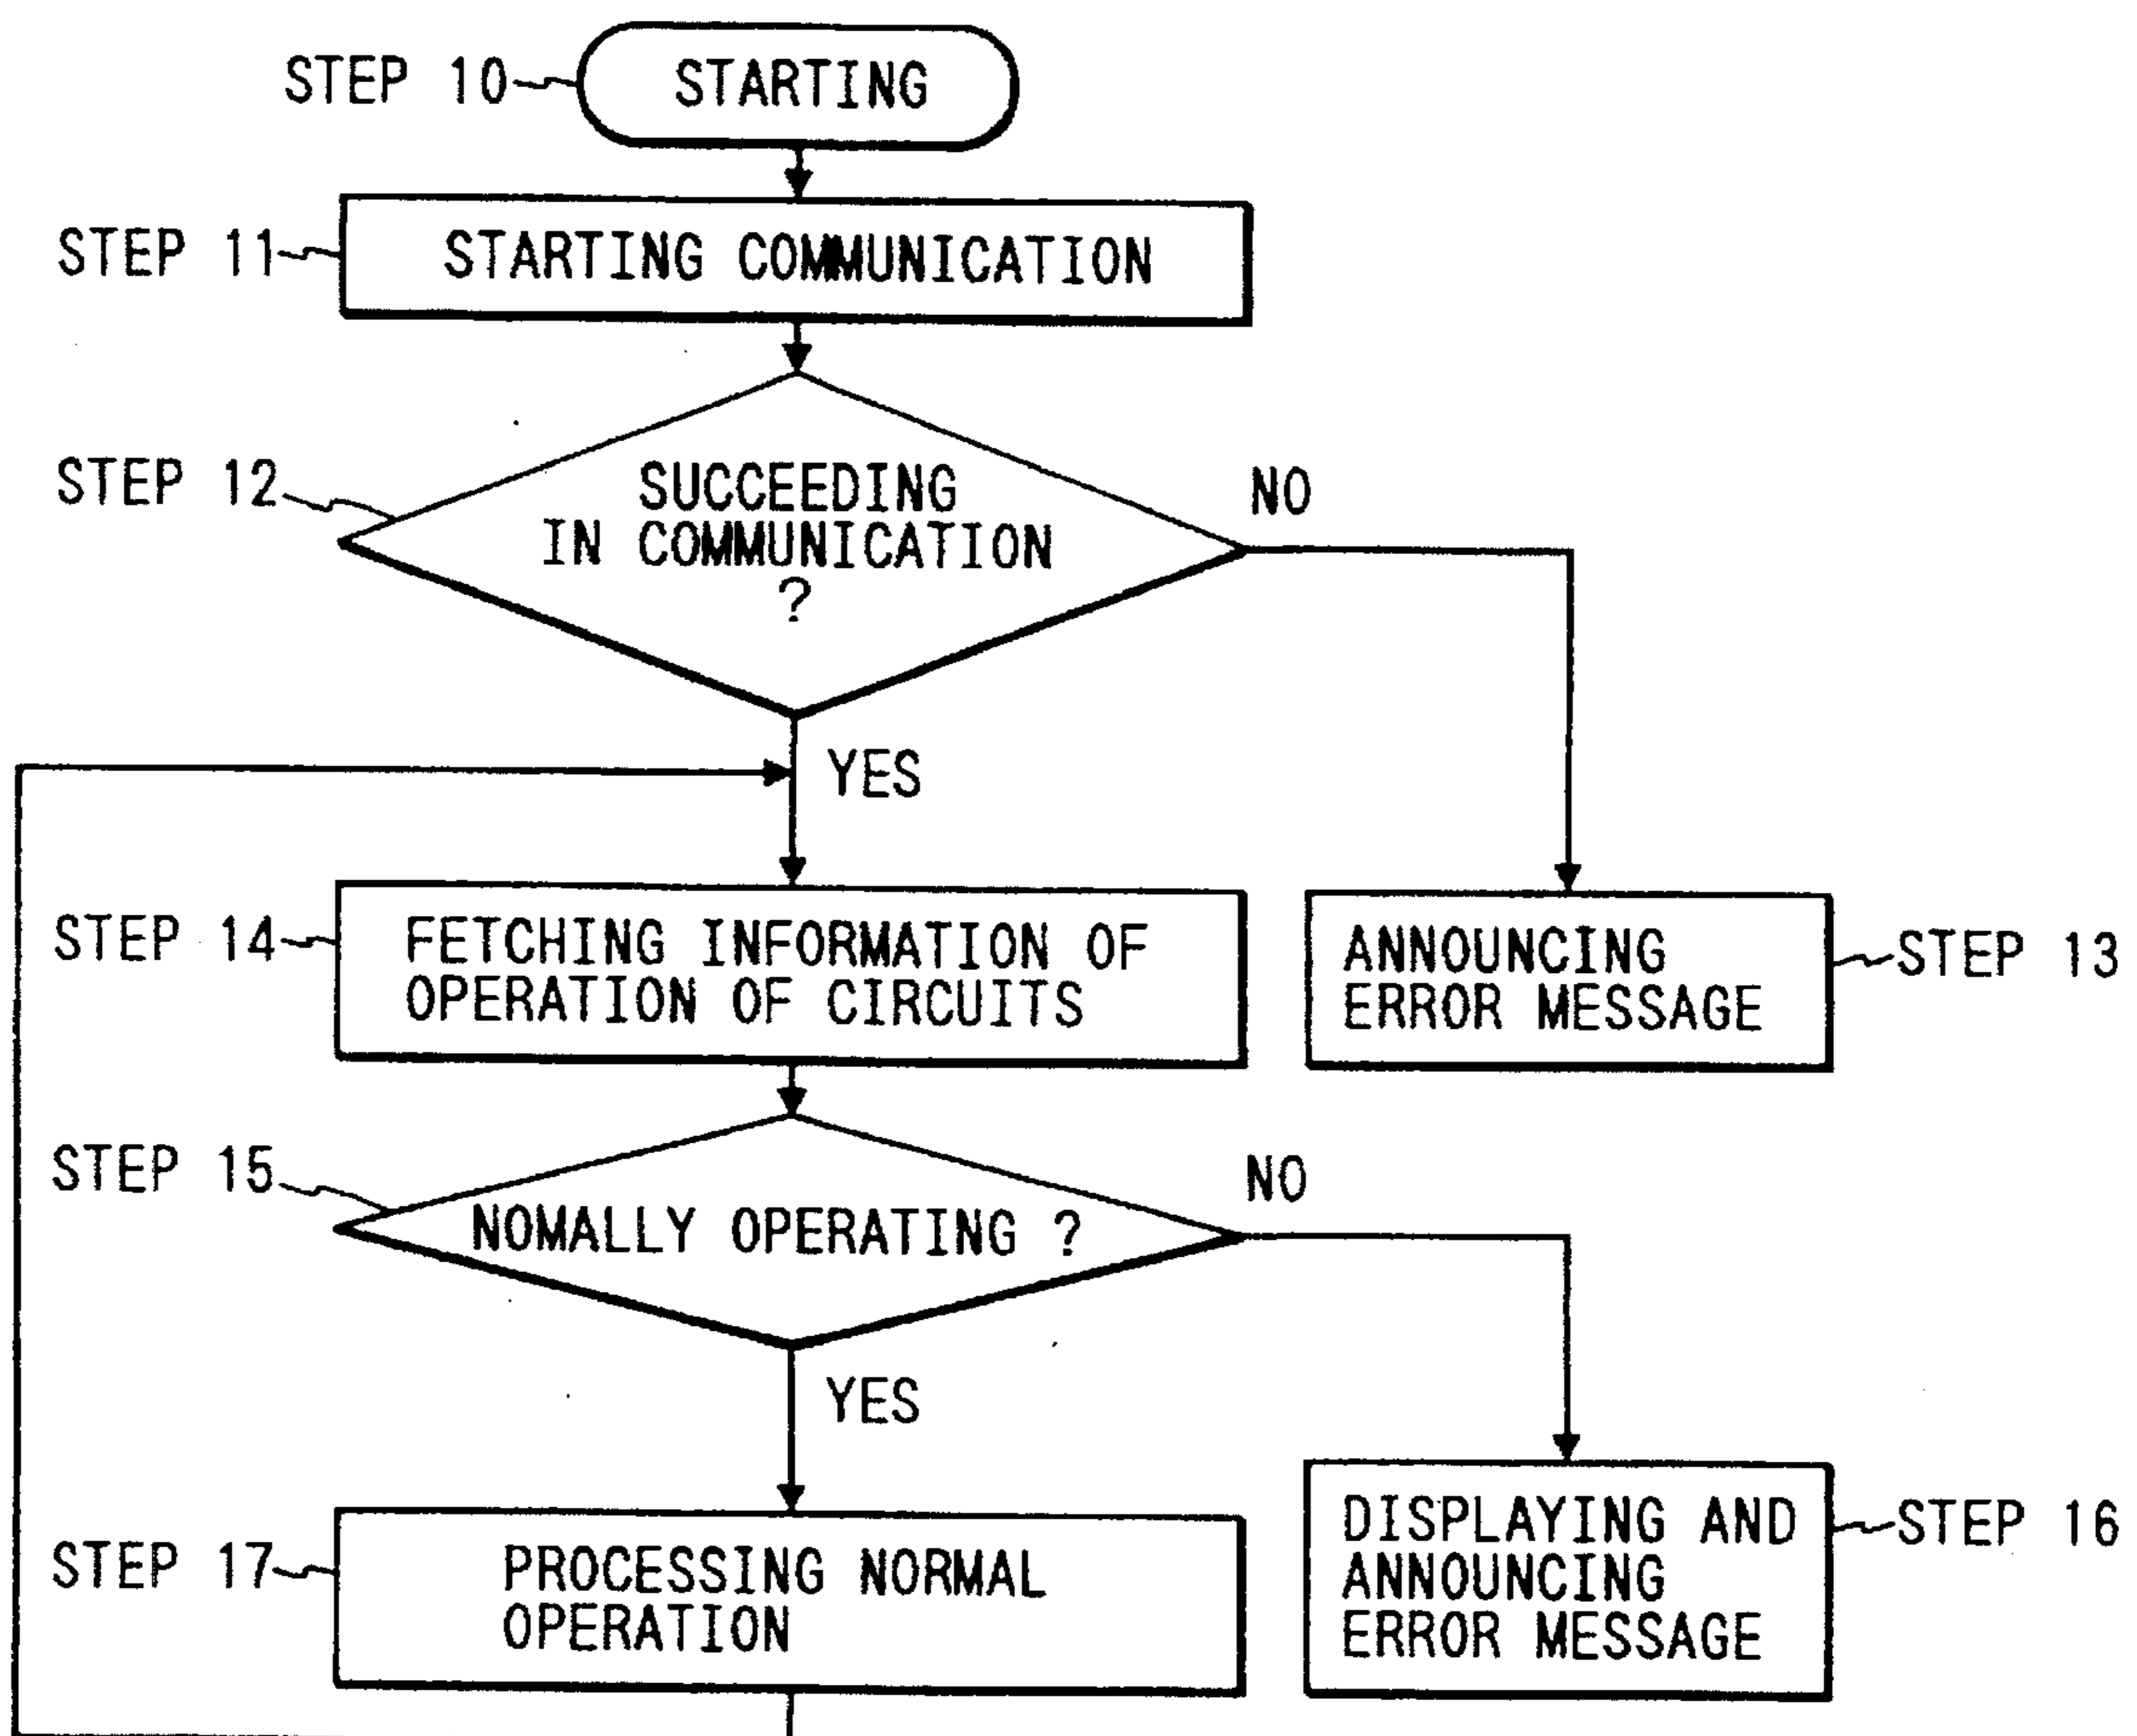 STEP 10
STARTING
STEP 11
STARTING COMMUNICATION
STEP 12
SUCCEEDING
IN COMMUNICATION
?
NO
YES
STEP 14
FETCHING INFORMATION OF
OPERATION OF CIRCUITS
ANNOUNCING
ERROR MESSAGE
STEP 13
STEP 15
NOMALLY OPERATING ?
NO
YES
STEP 17
PROCESSING NORMAL
OPERATION
DISPLAYING AND
ANNOUNCING
ERROR MESSAGE
STEP 16